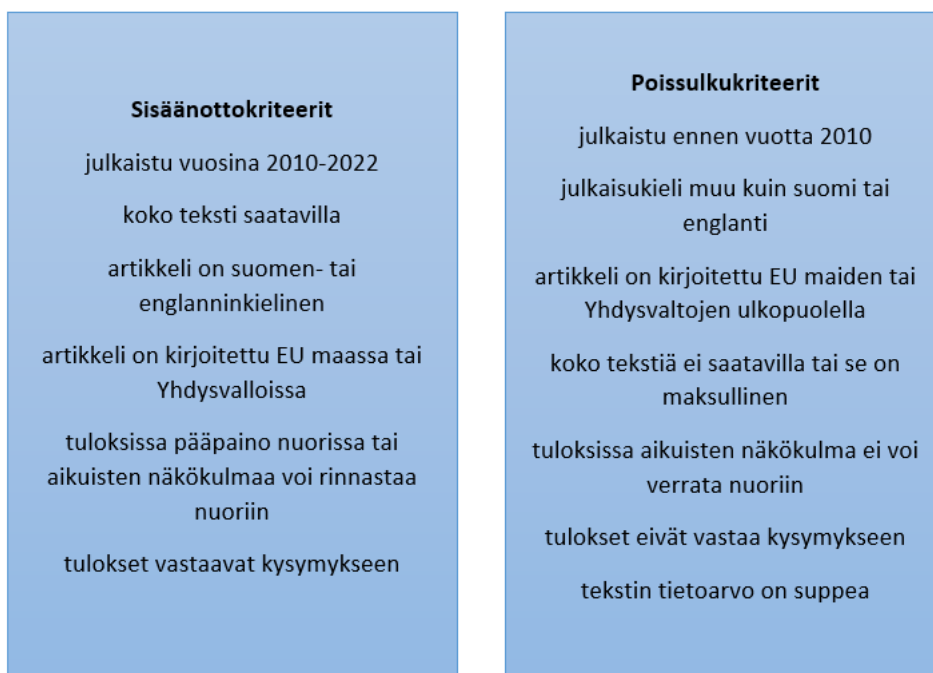 Sisäänottokriteerit
julkaistu vuosina 2010-2022
koko teksti saatavilla
artikkeli on suomen- tai
englanninkielinen
artikkeli on kirjoitettu EU maassa tai
Yhdysvalloissa
tuloksissa pääpaino nuorissa tai
aikuisten näkökulmaa voi rinnastaa
nuoriin
tulokset vastaavat kysymykseen
Poissulkukriteerit
julkaistu ennen vuotta 2010
julkaisukieli muu kuin suomi tai
englanti
artikkeli on kirjoitettu EU maiden tai
Yhdysvaltojen ulkopuolella
koko tekstiä ei saatavilla tai se on
maksullinen
tuloksissa aikuisten näkökulma ei voi
verrata nuoriin
tulokset eivät vastaa kysymykseen
tekstin tietoarvo on suppea